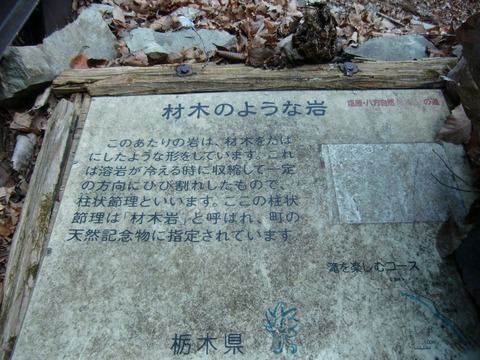 材木のような岩
塩原・八方自然 の道
このあたりの岩は、材木をたば
にしたような形をしています。これ
は溶岩が冷える時に収縮して一定
の方向にひび割れしたもので、
柱状節理といいます。ここの柱状
節理は「材木岩」と呼ばれ、町の
天然記念物に指定されています
滝を楽しむコース
栃木県